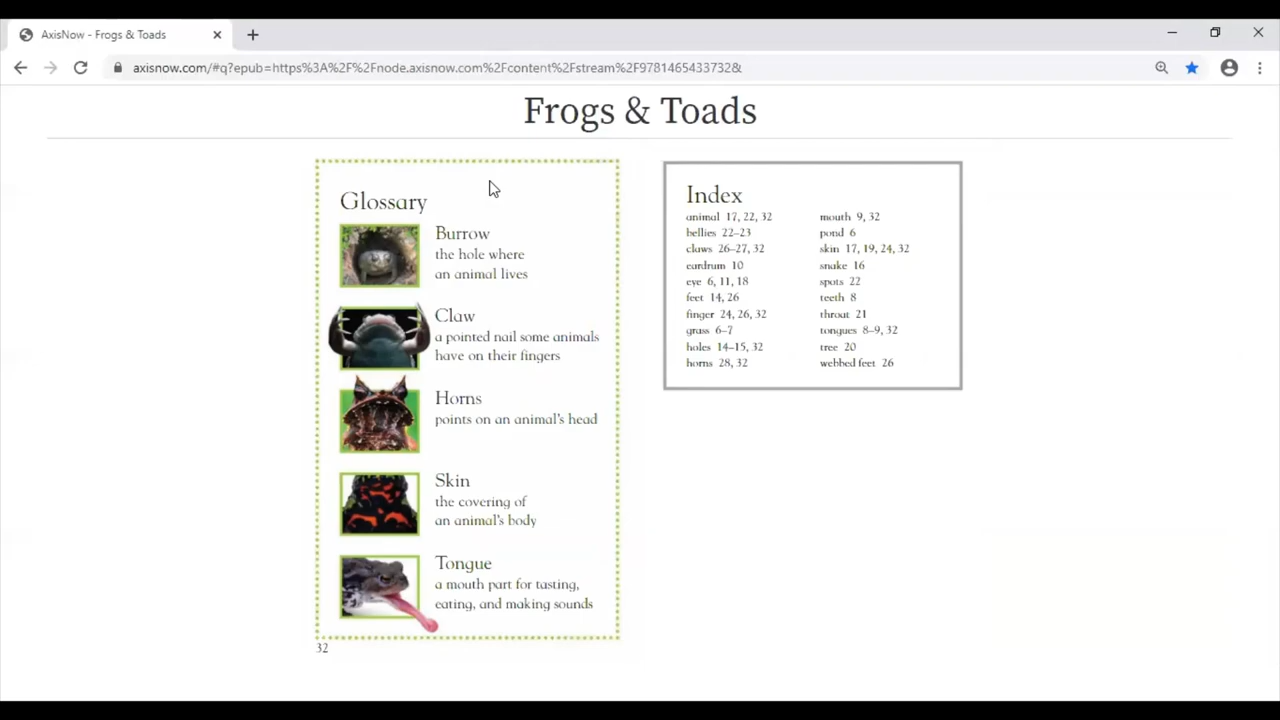 AxisNow - Frogs & Toads
axisnow.com/#q?epub=https%3A%2F%2Fnode.axisnow.com%2Fcontent%2Fstream%2F9781465433732&
Frogs & Toads
Glossary
Burrow
the hole where
an animal lives
Claw
a pointed nail some animals
have on their fingers
Horns
points on an animal's head
Skin
the covering of
an animal's body
Tongue
a mouth part for tasting,
eating, and making sounds
32
Index
animal 17, 22, 32
bellies 22–23
claws 26–27, 32
eardrum 10
eye 6, 11, 18
feet 14, 26
finger 24, 26, 32
grass 6–7
holes 14–15, 32
horns 28, 32
mouth 9, 32
pond 6
skin 17, 19, 24, 32
snake 16
spots 22
teeth 8
throat 21
tongues 8–9, 32
tree 20
webbed feet 26